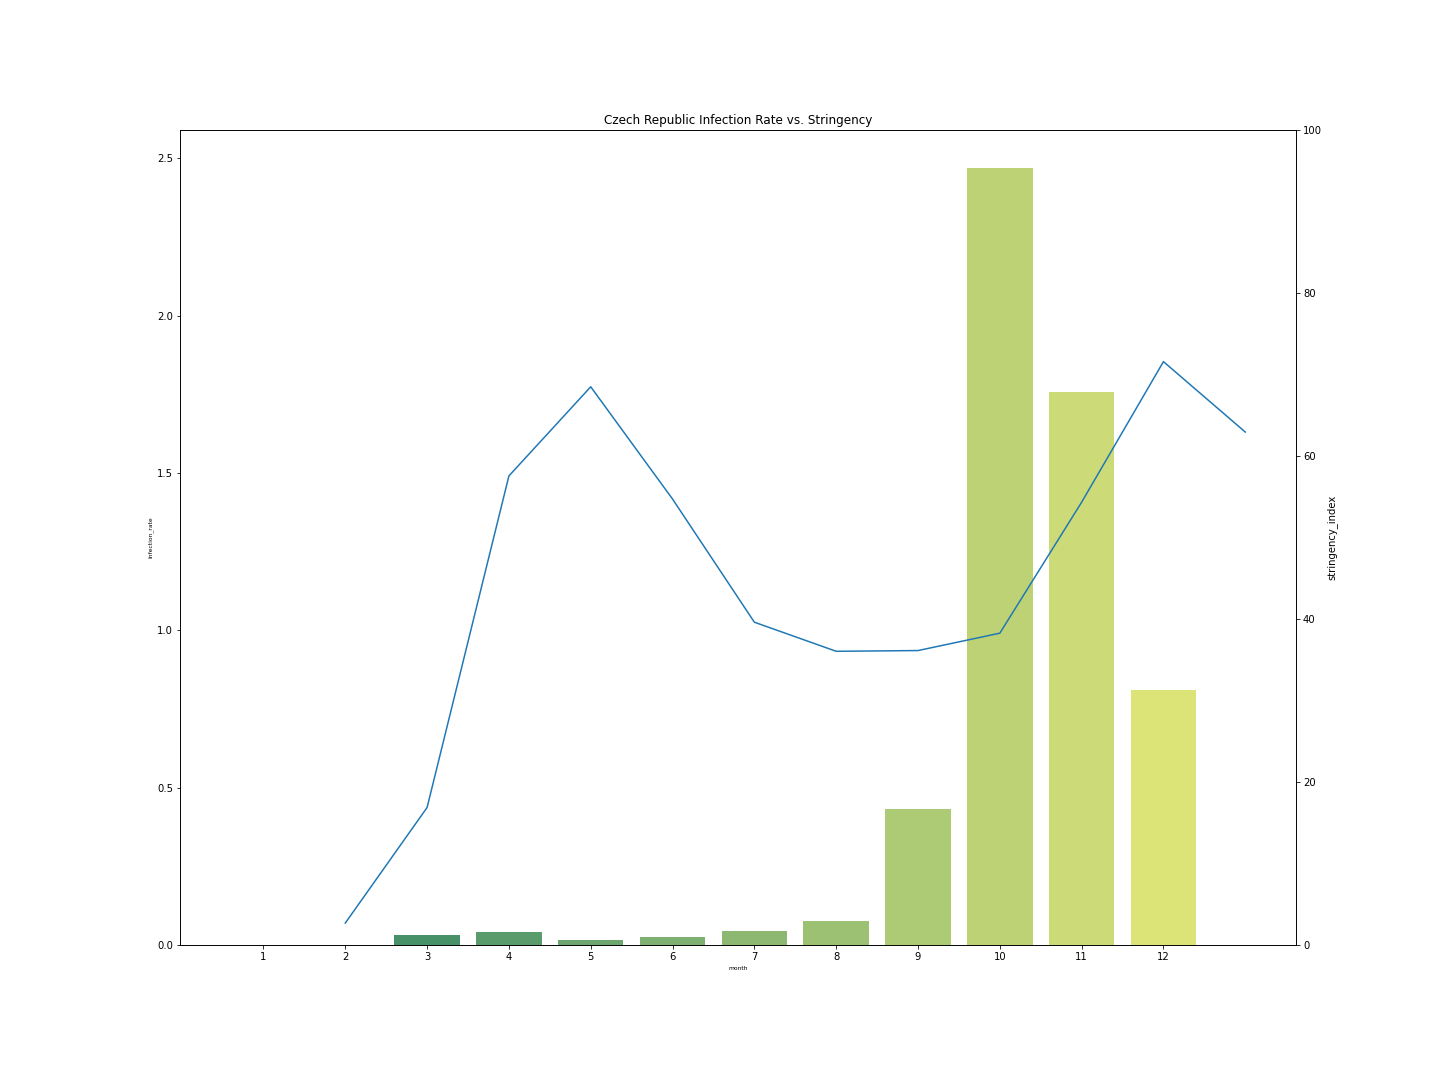 Czech Republic Infection Rate vs. Stringency
2.5
2.0
1.5
1.0
0.5
0.0
infection_rate
100
80
60
40
20
0
stringency_index
1 2 3 4 5 6 7 8 9 10 11 12
month